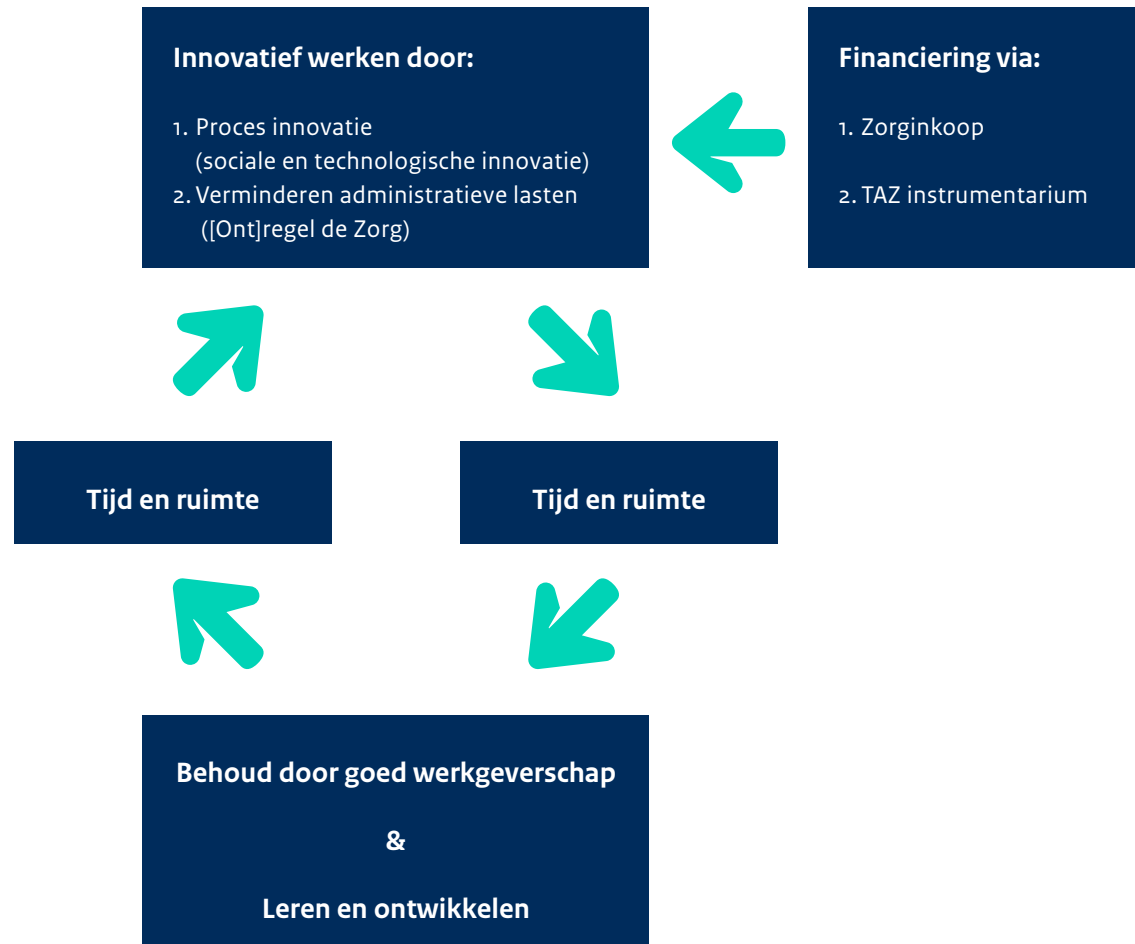 Innovatief werken door:
1. Proces innovatie
(sociale en technologische innovatie)
2. Verminderen administratieve lasten
([Ont]regel de Zorg)
Financiering via:
1. Zorginkoop
2. TAZ instrumentarium
Tijd en ruimte
Tijd en ruimte
Behoud door goed werkgeverschap
&
Leren en ontwikkelen